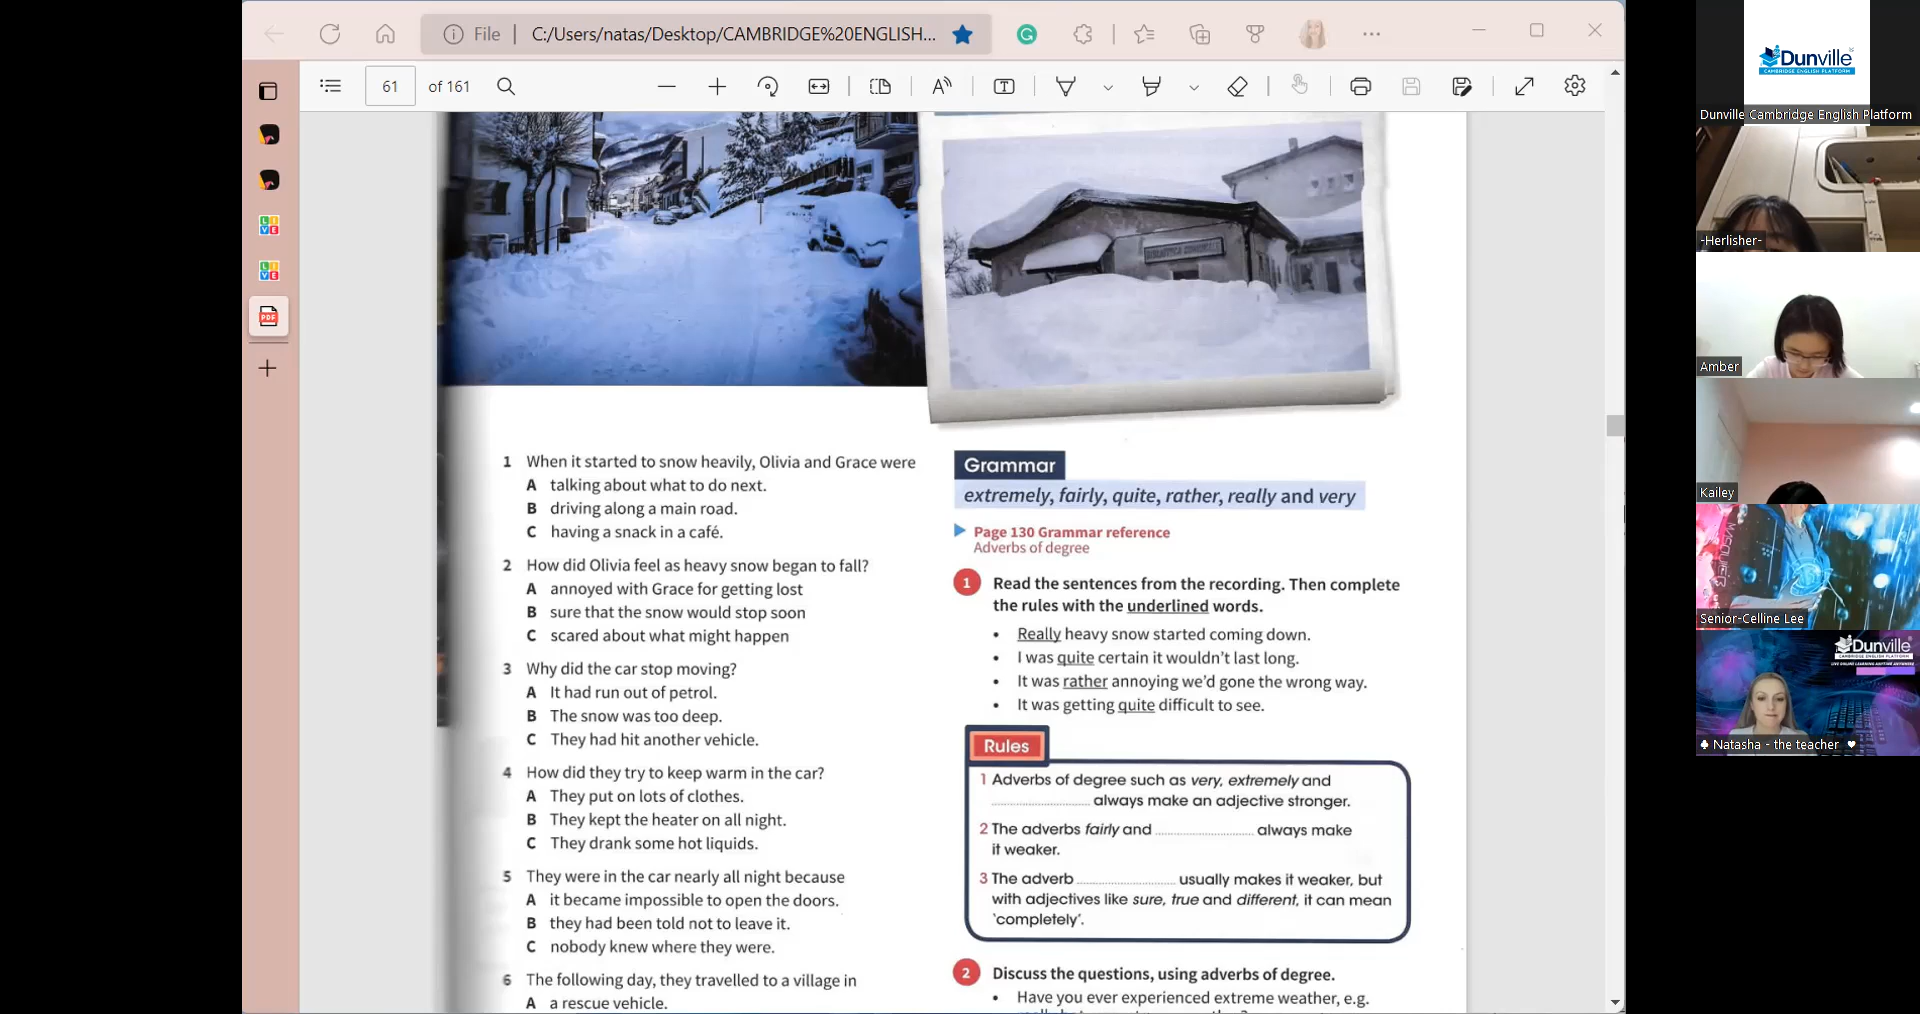 File
C:/Users/natas/Desktop/CAMBRIDGE%20ENGLISH...
61 of 161
1 When it started to snow heavily, Olivia and Grace were
A talking about what to do next.
B driving along a main road.
C having a snack in a café.
2 How did Olivia feel as heavy snow began to fall?
A annoyed with Grace for getting lost
B sure that the snow would stop soon
C scared about what might happen
3 Why did the car stop moving?
A It had run out of petrol.
B The snow was too deep.
C They had hit another vehicle.
4 How did they try to keep warm in the car?
A They put on lots of clothes.
B They kept the heater on all night.
C They drank some hot liquids.
5 They were in the car nearly all night because
A it became impossible to open the doors.
B they had been told not to leave it.
C nobody knew where they were.
6 The following day, they travelled to a village in
A a rescue vehicle.
Grammar
extremely, fairly, quite, rather, really and very
Page 130 Grammar reference
Adverbs of degree
1 Read the sentences from the recording. Then complete
the rules with the underlined words.
• Really heavy snow started coming down.
• I was quite certain it wouldn't last long.
• It was rather annoying we'd gone the wrong way.
• It was getting quite difficult to see.
Rules
1 Adverbs of degree such as very, extremely and
.......................... always make an adjective stronger.
2 The adverbs fairly and .......................... always make
it weaker.
3 The adverb .......................... usually makes it weaker, but
with adjectives like sure, true and different, it can mean
'completely'.
2 Discuss the questions, using adverbs of degree.
• Have you ever experienced extreme weather, e.g.
Dunville
CAMBRIDGE ENGLISH PLATFORM
Dunville Cambridge English Platform
-Herlisher-
Amber
Kailey
Senior-Celline Lee
Dunville
CAMBRIDGE ENGLISH PLATFORM
Natasha - the teacher